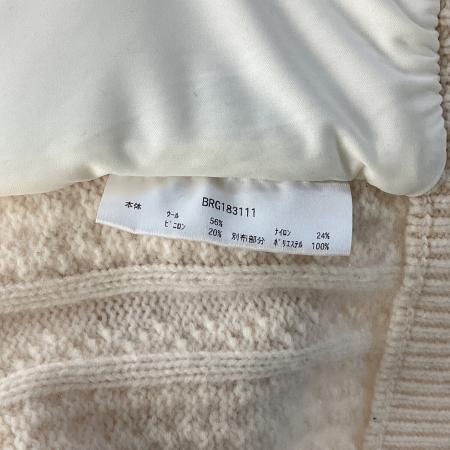 BRG183111
本体 ウール 56% ナイロン 24%
ビニロン 20% 別布部分 ポリエステル 100%